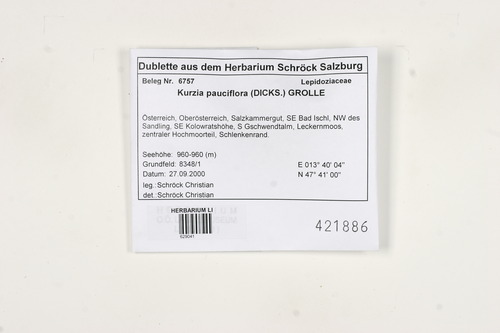 Dublette aus dem Herbarium Schröck Salzburg
Beleg Nr. 6757 Lepidoziaceae
Kurzia pauciflora (DICKS.) GROLLE
Österreich, Oberösterreich, Salzkammergut, SE Bad Ischl, NW des
Sandling, SE Kolowratshöhe, S Gschwendtalm, Leckernmoos,
zentraler Hochmoorteil, Schlenkenrand.
Seehöhe: 960-960 (m)
Grundfeld: 8348/1 E 013° 40' 04"
Datum: 27.09.2000 N 47° 41' 00"
leg.: Schröck Christian
det.: Schröck Christian
HERBARIUM LI
629041
421886